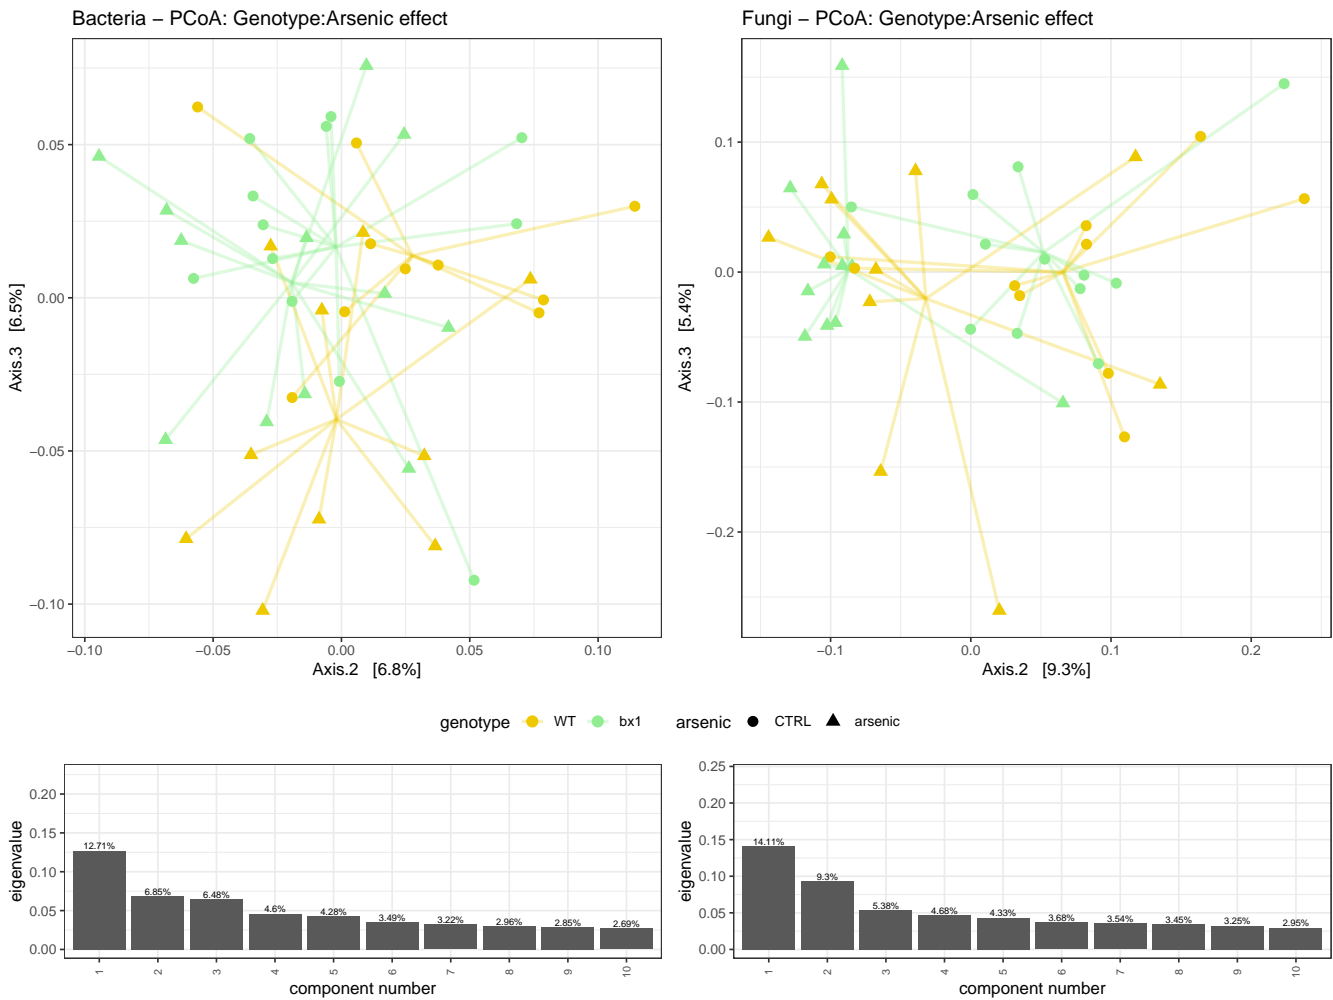 Bacteria − PCoA: Genotype:Arsenic effect
Fungi − PCoA: Genotype:Arsenic effect
Axis.3 [6.5%]
0.05
0.00
−0.05
−0.10
−0.10 −0.05 0.00 0.05 0.10
Axis.2 [6.8%]
Axis.3 [5.4%]
0.1
0.0
−0.1
−0.2
−0.1 0.0 0.1 0.2
Axis.2 [9.3%]
genotype WT bx1 arsenic CTRL arsenic
eigenvalue
0.20
0.15
0.10
0.05
0.00
12.71% 6.85% 6.48% 4.6% 4.28% 3.49% 3.22% 2.96% 2.85% 2.69%
1 2 3 4 5 6 7 8 9 10
component number
eigenvalue
0.25
0.20
0.15
0.10
0.05
0.00
14.11% 9.3% 5.38% 4.68% 4.33% 3.68% 3.54% 3.45% 3.25% 2.95%
1 2 3 4 5 6 7 8 9 10
component number